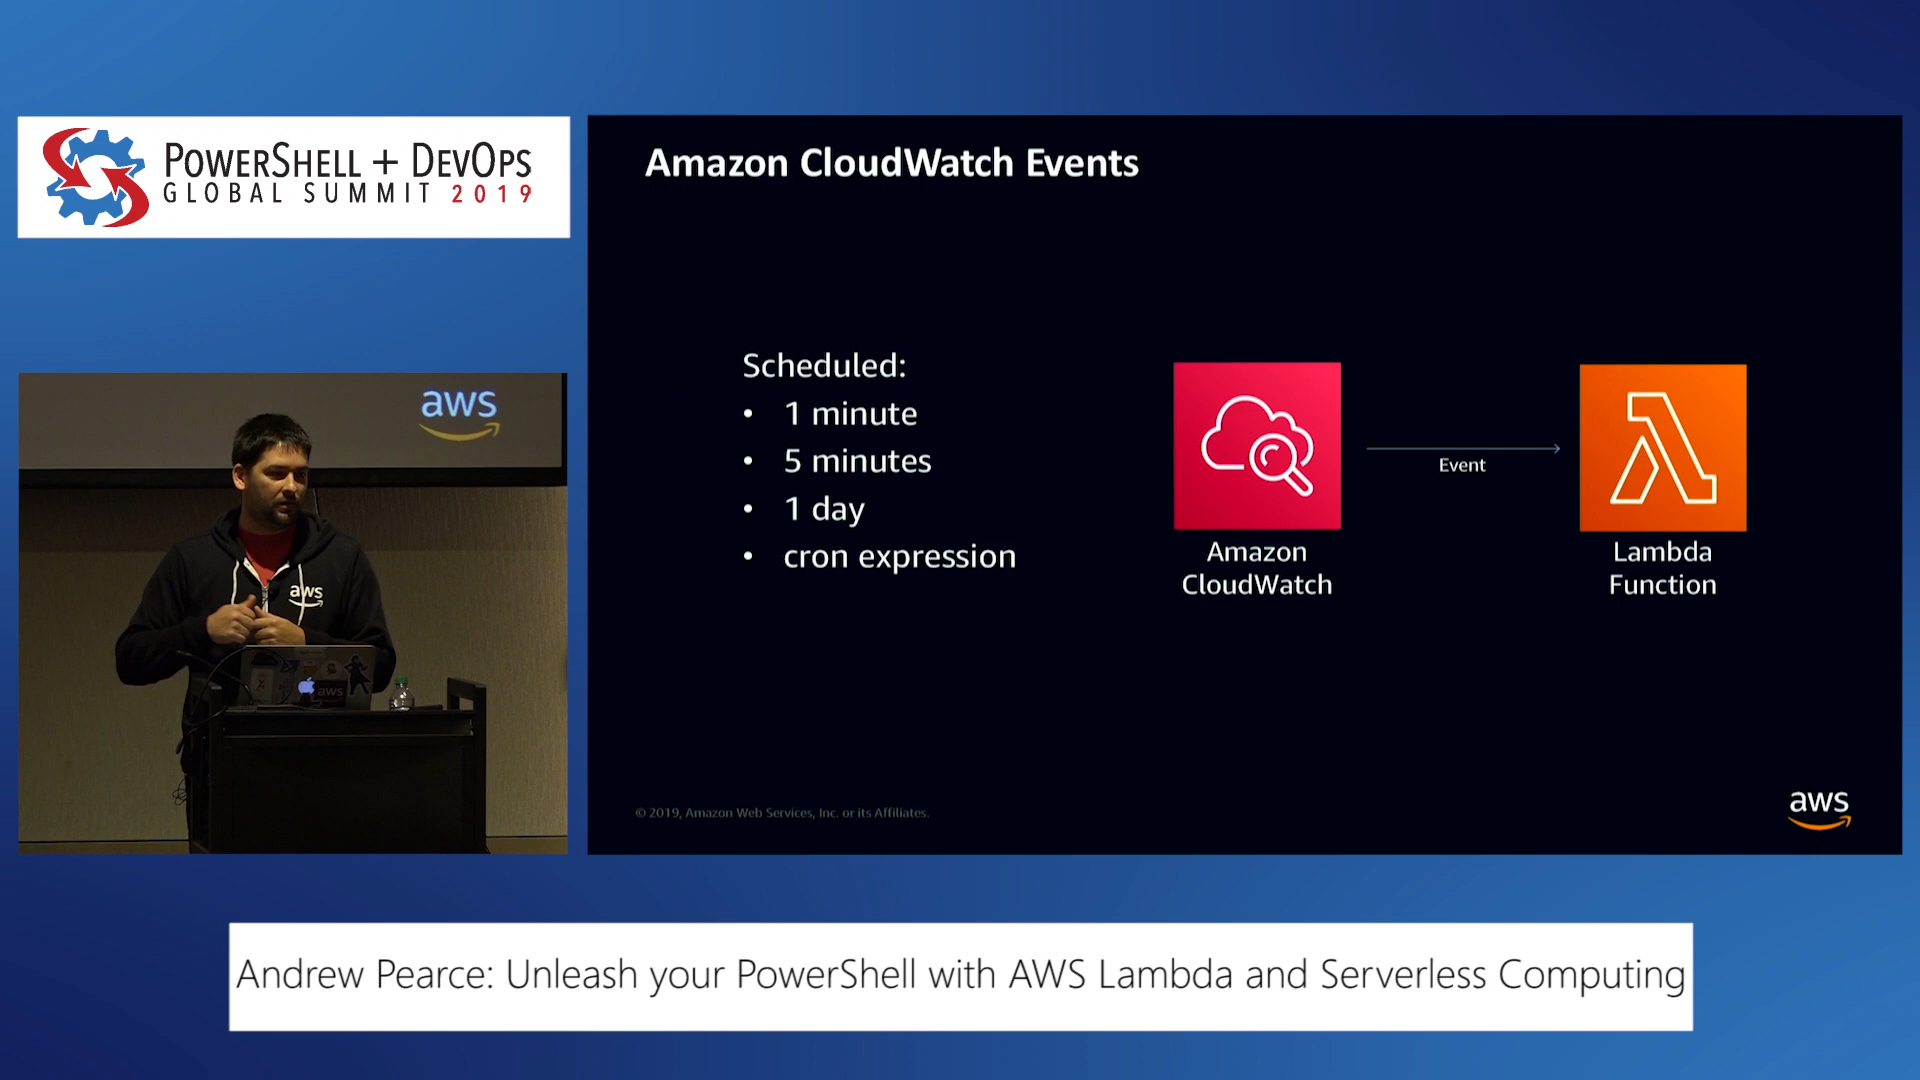 POWERSHELL + DEVOPS
GLOBAL SUMMIT 2019
aws
aws
aws
Amazon CloudWatch Events
Scheduled:
• 1 minute
• 5 minutes
• 1 day
• cron expression
Event
Amazon
CloudWatch
Lambda
Function
© 2019, Amazon Web Services, Inc. or its Affiliates.
aws
Andrew Pearce: Unleash your PowerShell with AWS Lambda and Serverless Computing